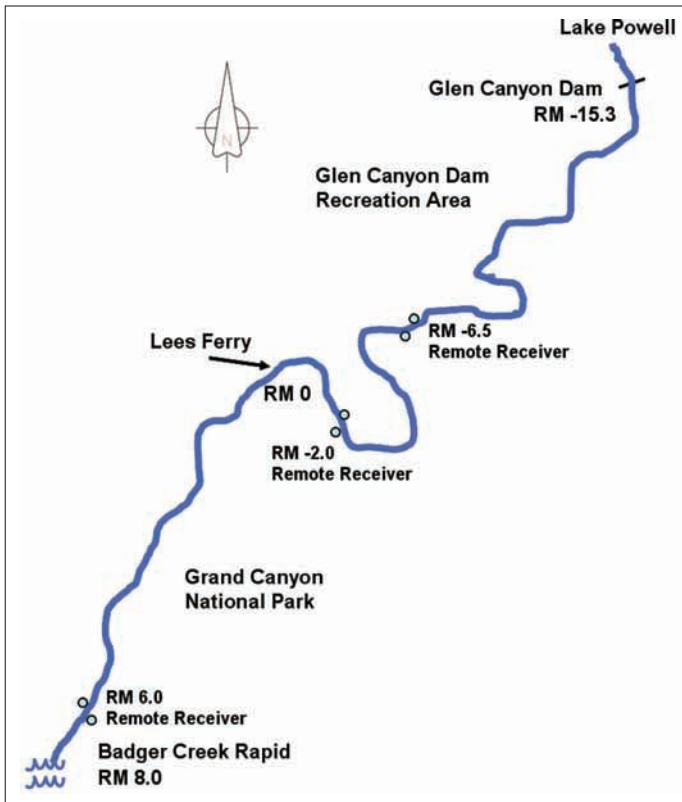 Lake Powell
Glen Canyon Dam
RM -15.3
N
Glen Canyon Dam
Recreation Area
RM -6.5
Remote Receiver
Lees Ferry
RM 0
RM -2.0
Remote Receiver
Grand Canyon
National Park
RM 6.0
Remote Receiver
Badger Creek Rapid
RM 8.0